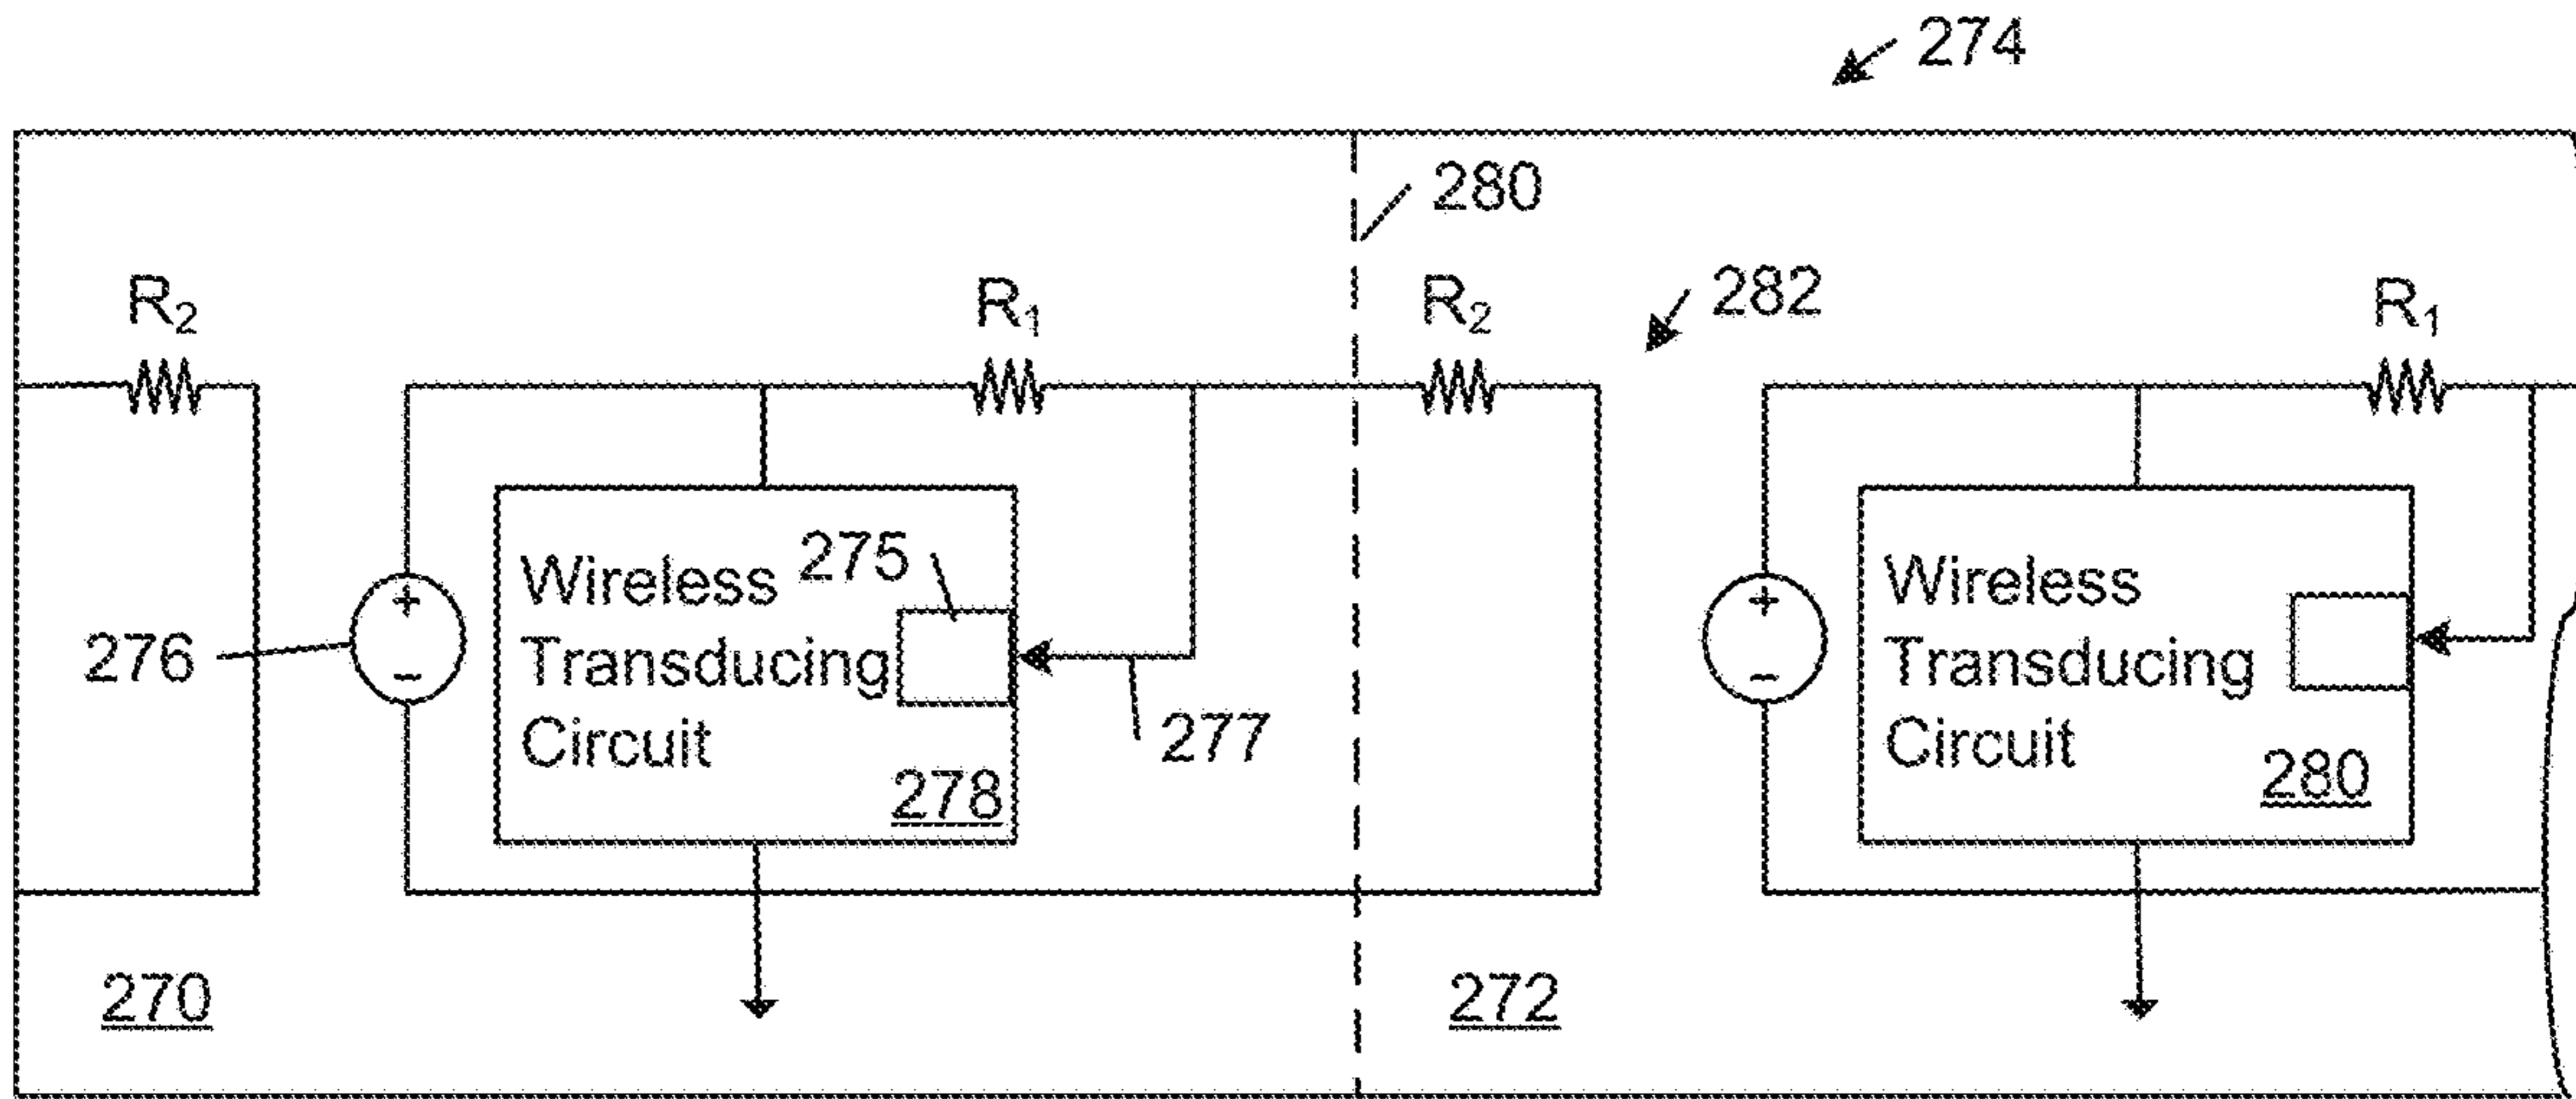 274
280
R2
R1
R2
282
R1
+
−
276
Wireless
Transducing
Circuit
275
278
277
+
−
Wireless
Transducing
Circuit
280
270
272